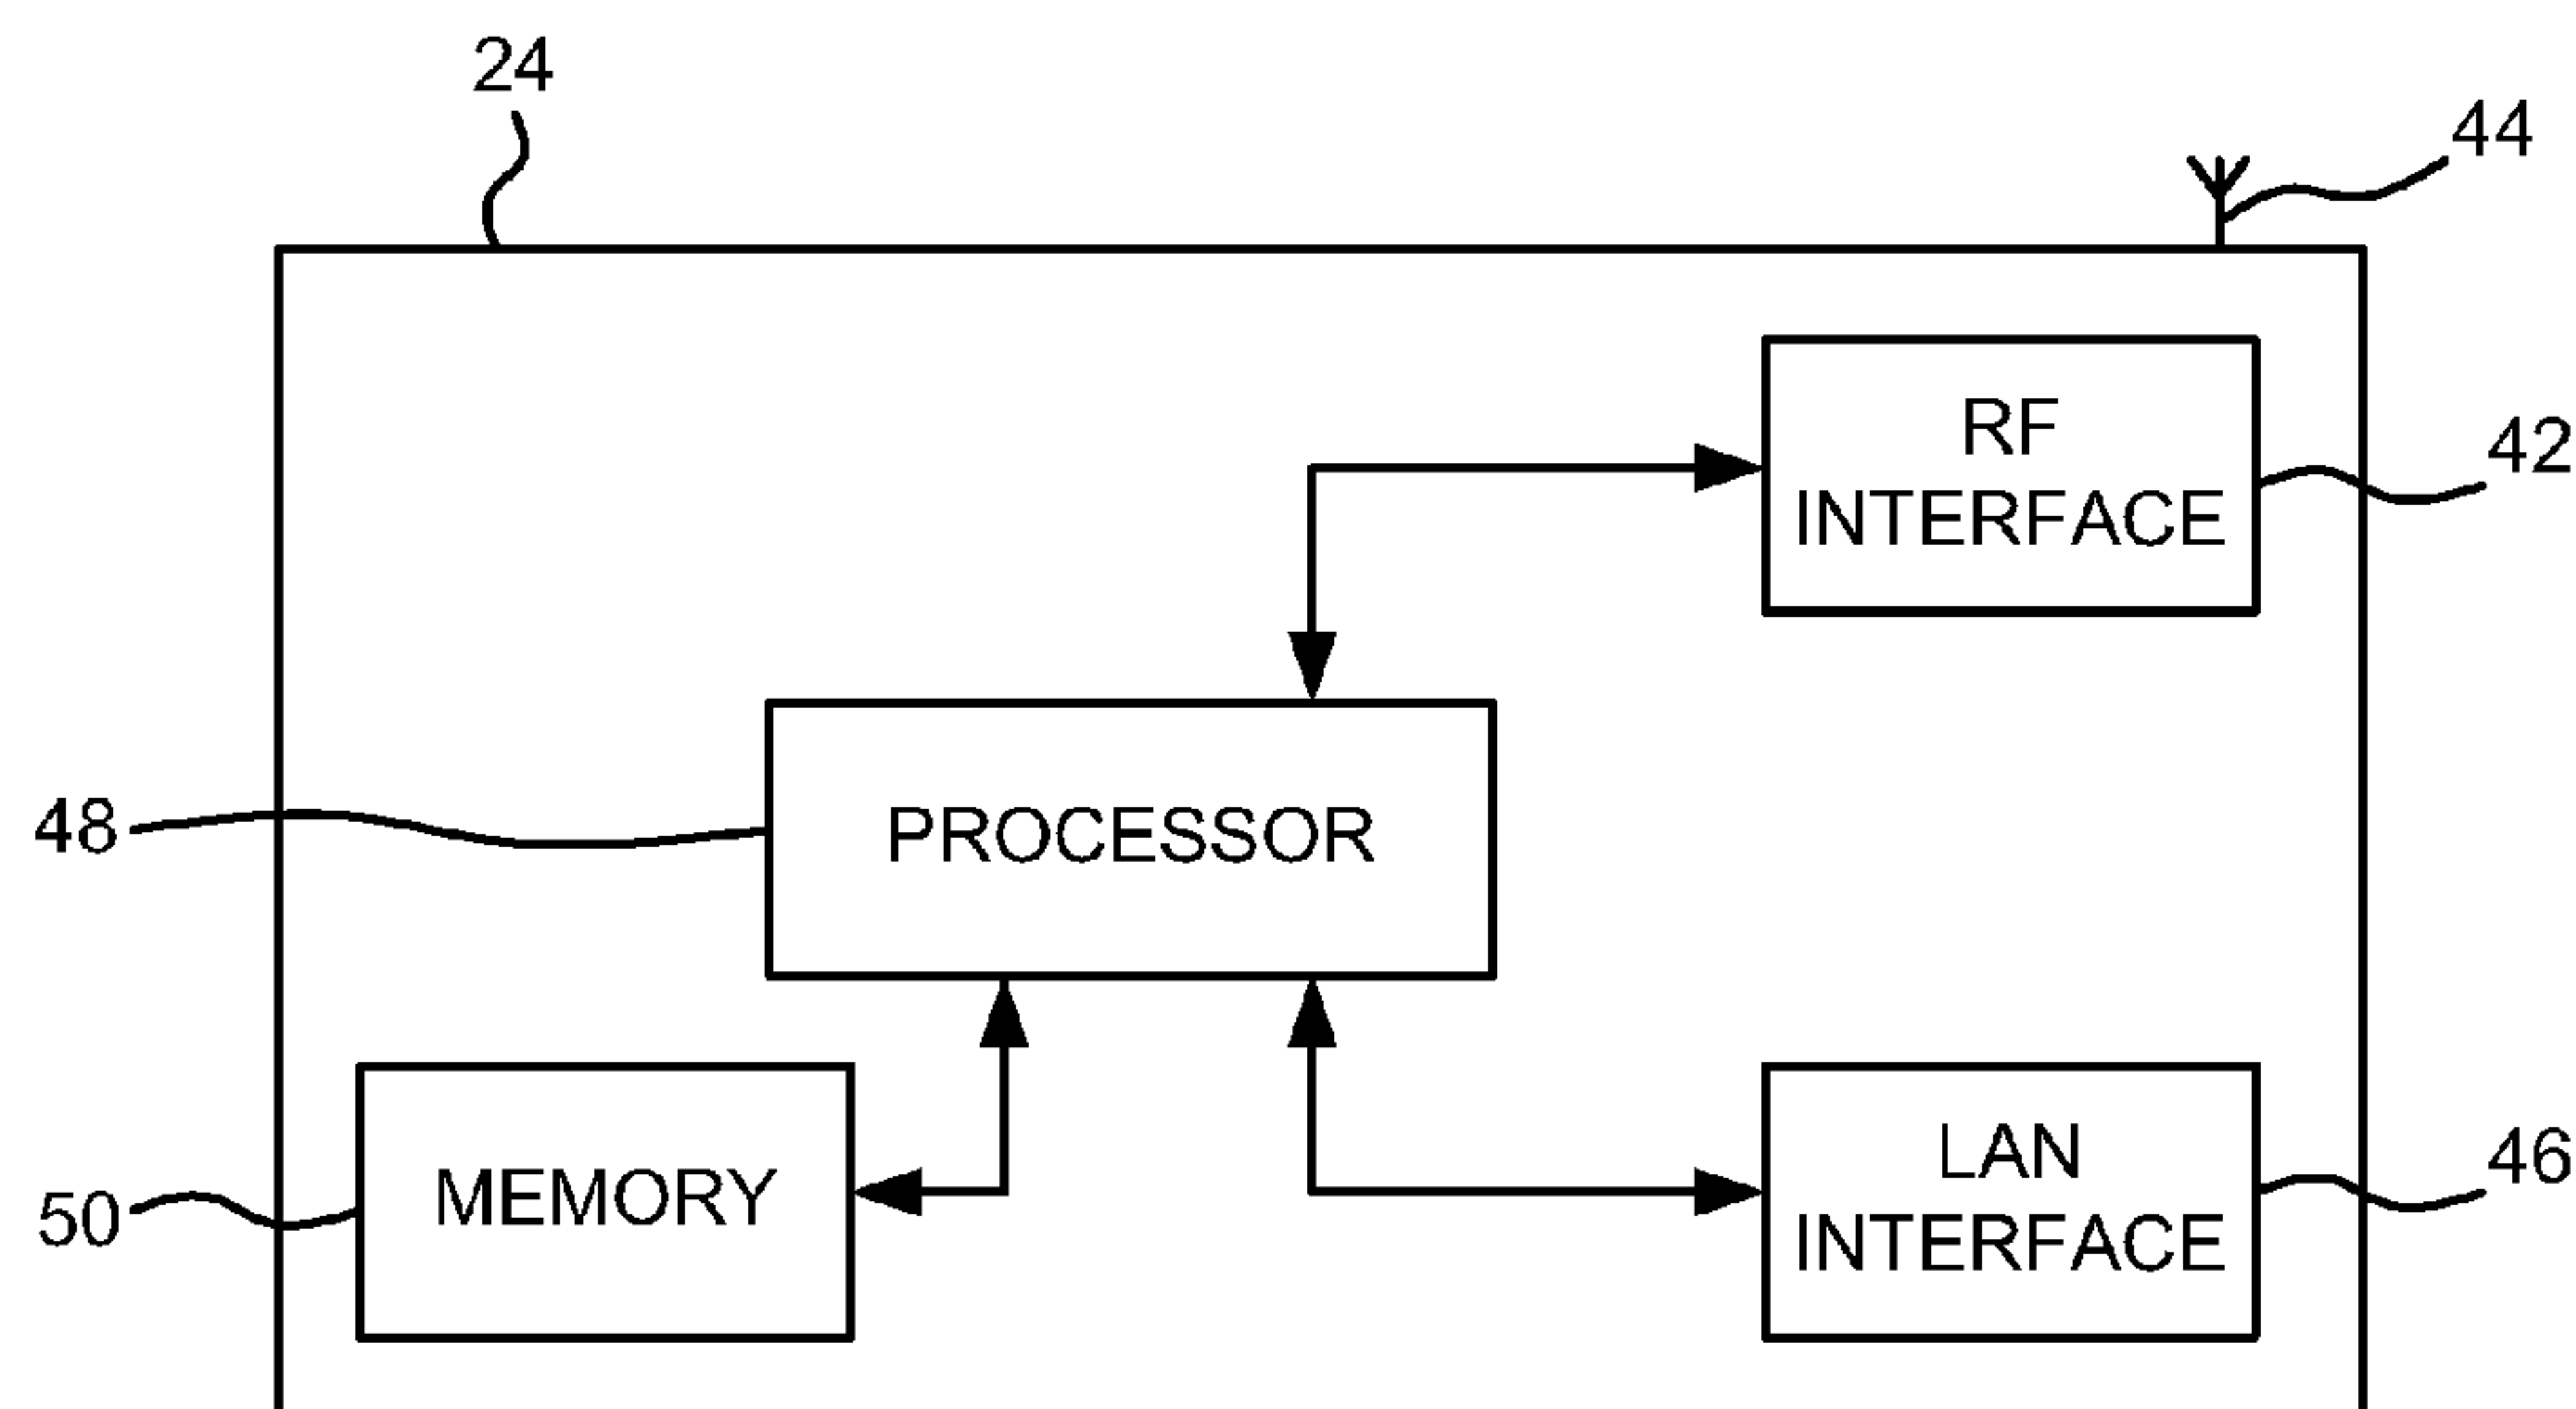 24
44
RF
INTERFACE
42
PROCESSOR
48
MEMORY
50
LAN
INTERFACE
46